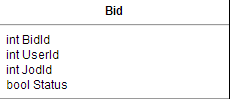 Bid
int BidId
int UserId
int JodId
bool Status